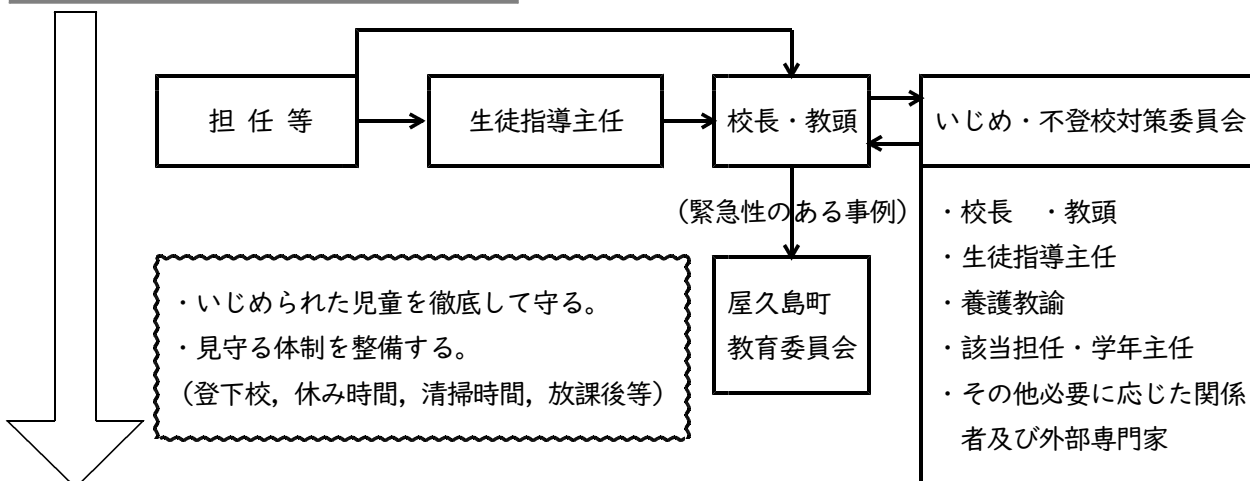 担 任 等
生徒指導主任
校長・教頭
いじめ・不登校対策委員会
（緊急性のある事例）
・いじめられた児童を徹底して守る。
・見守る体制を整備する。
（登下校，休み時間，清掃時間，放課後等）
屋久島町
教育委員会
・校長　・教頭
・生徒指導主任
・養護教諭
・該当担任・学年主任
・その他必要に応じた関係
者及び外部専門家